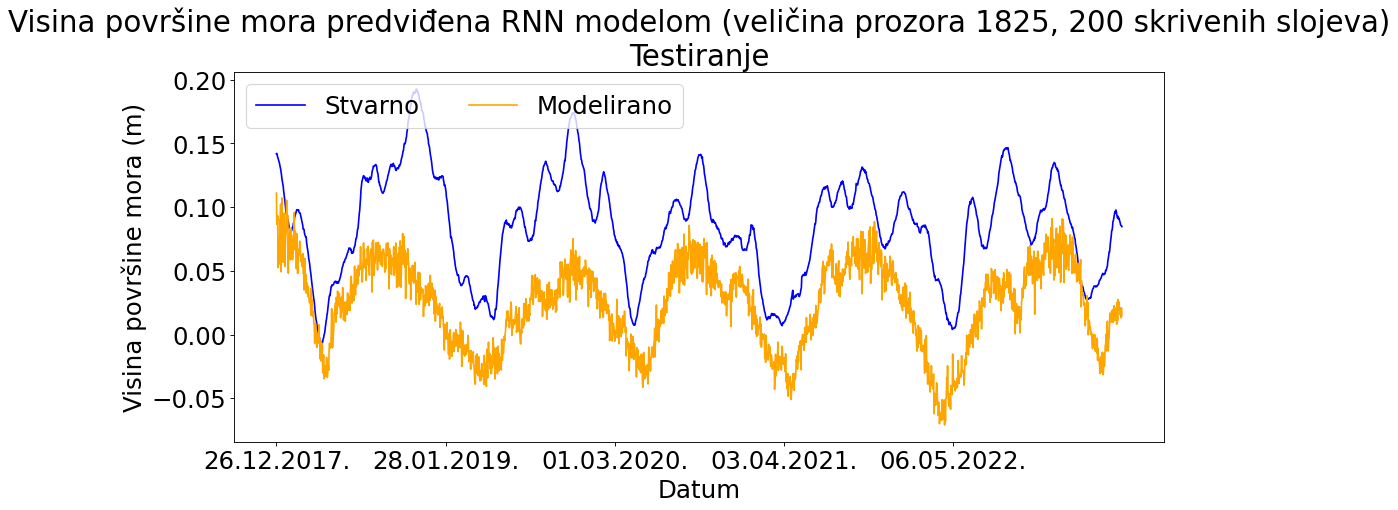 Visina površine mora predviđena RNN modelom (veličina prozora 1825, 200 skrivenih slojeva)
Testiranje
Stvarno Modelirano
Visina površine mora (m)
0.20
0.15
0.10
0.05
0.00
−0.05
26.12.2017. 28.01.2019. 01.03.2020. 03.04.2021. 06.05.2022.
Datum